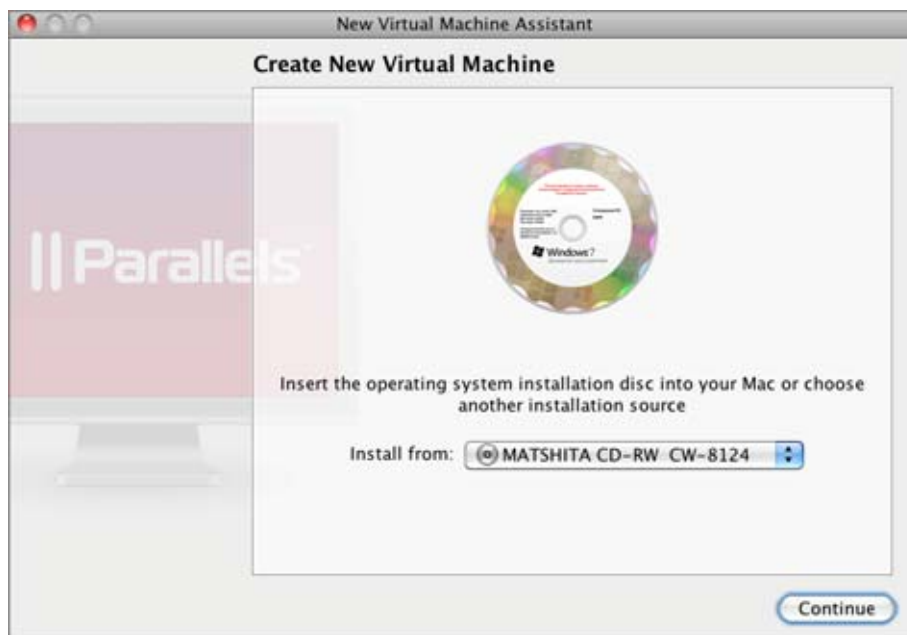 New Virtual Machine Assistant
Create New Virtual Machine
Parallels
Windows 7
Insert the operating system installation disc into your Mac or choose
another installation source
Install from: MATSHITA CD-RW CW-8124
Continue